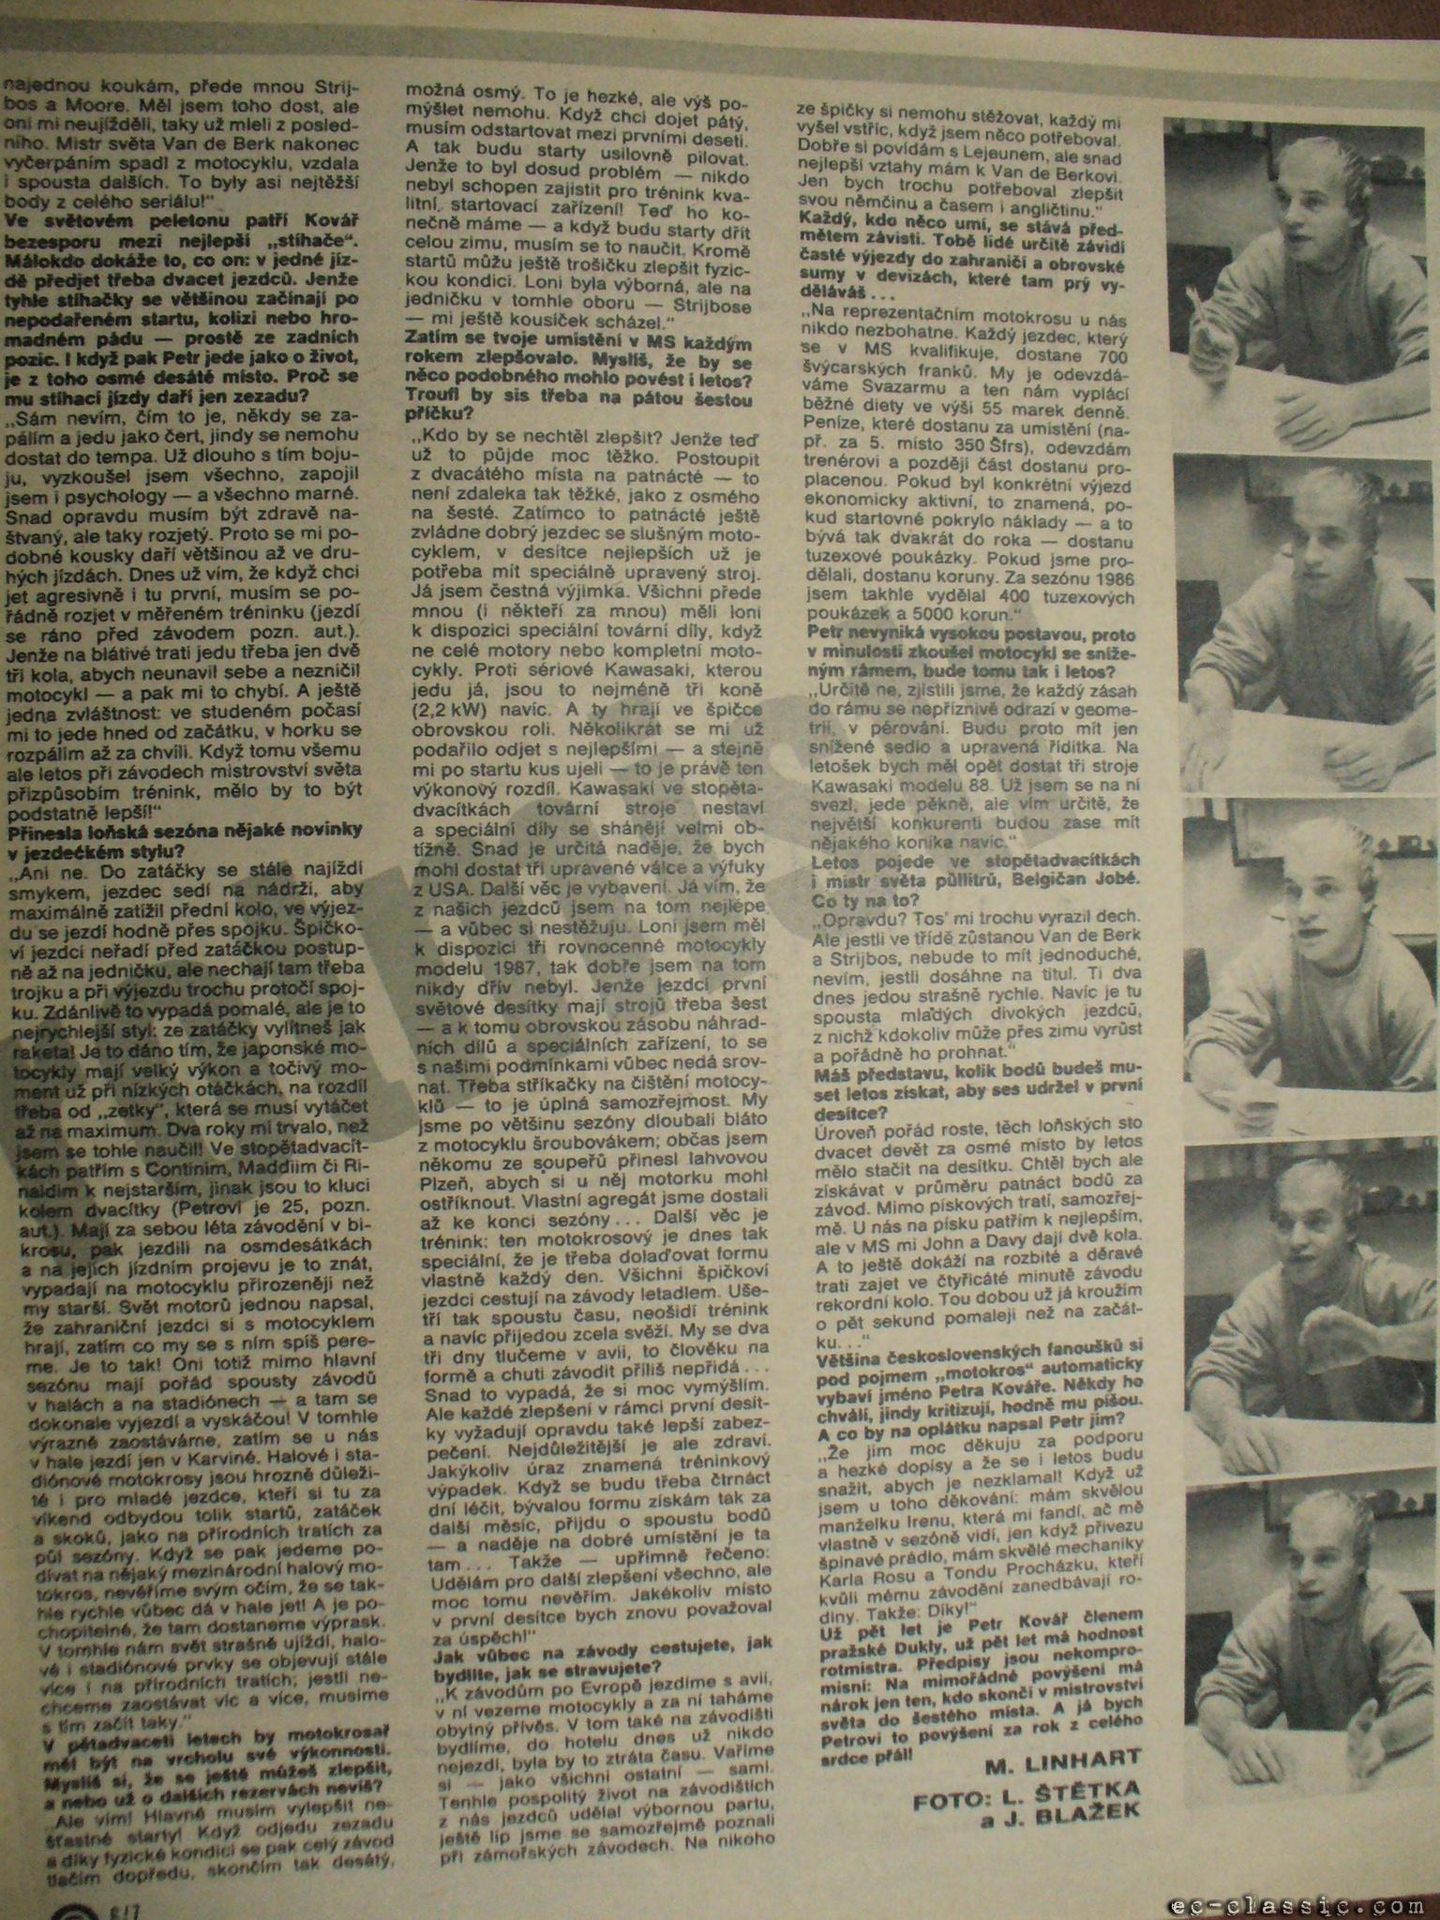 najednou koukám, přede mnou Strij-
bos a Moore. Měl jsem toho dost, ale
oni mi neujížděli, taky už mleli z posled-
ního. Mistr světa Van de Berk nakonec
vyčerpáním spadl z motocyklu, vzdala
i spousta dalších. To byly asi nejtěžší
body z celého seriálu!"
Ve světovém peletonu patří Kovář
bezesporu mezi nejlepší „stíhače".
Málokdo dokáže to, co on: v jedné jíz-
dě předjet třeba dvacet jezdců. Jenže
tyhle stíhačky se většinou začínají po
nepodařeném startu, kolizi nebo hro-
madném pádu — prostě ze zadních
pozic. I když pak Petr jede jako o život,
je z toho osmé desáté místo. Proč se
mu stíhací jízdy daří jen zezadu?
„Sám nevím, čím to je, někdy se za-
pálím a jedu jako čert, jindy se nemohu
dostat do tempa. Už dlouho s tím boju-
ju, vyzkoušel jsem všechno, zapojil
jsem i psychology — a všechno marné.
Snad opravdu musím být zdravě na-
štvaný, ale taky rozjetý. Proto se mi po-
dobné kousky daří většinou až ve dru-
hých jízdách. Dnes už vím, že když chci
jet agresivně i tu první, musím se po-
řádně rozjet v měřeném tréninku (jezdí
se ráno před závodem pozn. aut.).
Jenže na blátivé trati jedu třeba jen dvě
tři kola, abych neunavil sebe a nezničil
motocykl — a pak mi to chybí. A ještě
jedna zvláštnost: ve studeném počasí
mi to jede hned od začátku, v horku se
rozpálím až za chvíli. Když tomu všemu
ale letos při závodech mistrovství světa
přizpůsobím trénink, mělo by to být
podstatně lepší!"
Přinesla loňská sezóna nějaké novinky
v jezdeckém stylu?
„Ani ne. Do zatáčky se stále najíždí
smykem, jezdec sedí na nádrži, aby
maximálně zatížil přední kolo, ve výjez-
du se jezdí hodně přes spojku. Špičko-
ví jezdci neřadí před zatáčkou postup-
ně až na jedničku, ale nechají tam třeba
trojku a při výjezdu trochu protočí spoj-
ku. Zdánlivě to vypadá pomalé, ale je to
nejrychlejší styl: ze zatáčky vylítneš jak
raketa! Je to dáno tím, že japonské mo-
tocykly mají velký výkon a točivý mo-
ment už při nízkých otáčkách, na rozdíl
třeba od „zetky", která se musí vytáčet
až na maximum. Dva roky mi trvalo, než
jsem se tohle naučil! Ve stopětadvacít-
kách patřím s Continim, Maddiim či Ri-
naldim k nejstarším, jinak jsou to kluci
kolem dvacítky (Petrovi je 25, pozn.
aut.). Mají za sebou léta závodění v bi-
krosu, pak jezdili na osmdesátkách
a na jejich jízdním projevu je to znát,
vypadají na motocyklu přirozeněji než
my starší. Svět motorů jednou napsal,
že zahraniční jezdci si s motocyklem
hrají, zatím co my se s ním spíš pere-
me. Je to tak! Oni totiž mimo hlavní
sezónu mají pořád spousty závodů
v halách a na stadiónech — a tam se
dokonale vyjezdí a vyskáčou! V tomhle
výrazně zaostáváme, zatím se u nás
v hale jezdí jen v Karviné. Halové i sta-
diónové motokrosy jsou hrozně důleži-
té i pro mladé jezdce, kteří si tu za
víkend odbydou tolik startů, zatáček
a skoků, jako na přírodních tratích za
půl sezóny. Když se pak jedeme po-
dívat na nějaký mezinárodní halový mo-
tokros, nevěříme svým očím, že se tak-
hle rychle vůbec dá v hale jet! A je po-
chopitelné, že tam dostaneme výprask.
V tomhle nám svět strašně ujíždí, halo-
vé i stadiónové prvky se objevují stále
více i na přírodních tratích; jestli ne-
chceme zaostávat víc a více, musíme
s tím začít taky."
V pětadvaceti letech by motokrosař
měl být na vrcholu své výkonnosti.
Myslíš si, že se ještě můžeš zlepšit,
a nebo už o dalších rezervách nevíš?
„Ale vím! Hlavně musím vylepšit ne-
šťastné starty! Když odjedu zezadu
a díky fyzické kondici se pak celý závod
tlačím dopředu, skončím tak desátý,
možná osmý. To je hezké, ale výš po-
mýšlet nemohu. Když chci dojet pátý,
musím odstartovat mezi prvními deseti.
A tak budu starty usilovně pilovat.
Jenže to byl dosud problém — nikdo
nebyl schopen zajistit pro trénink kva-
litní startovací zařízení! Teď ho ko-
nečně máme — a když budu starty dřít
celou zimu, musím se to naučit. Kromě
startů můžu ještě trošičku zlepšit fyzic-
kou kondici. Loni byla výborná, ale na
jedničku v tomhle oboru — Strijbose
— mi ještě kousíček scházel."
Zatím se tvoje umístění v MS každým
rokem zlepšovalo. Myslíš, že by se
něco podobného mohlo povést i letos?
Troufl by sis třeba na pátou šestou
příčku?
„Kdo by se nechtěl zlepšit? Jenže teď
už to půjde moc těžko. Postoupit
z dvacátého místa na patnácté — to
není zdaleka tak těžké, jako z osmého
na šesté. Zatímco to patnácté ještě
zvládne dobrý jezdec se slušným moto-
cyklem, v desítce nejlepších už je
potřeba mít speciálně upravený stroj.
Já jsem čestná výjimka. Všichni přede
mnou (i někteří za mnou) měli loni
k dispozici speciální tovární díly, když
ne celé motory nebo kompletní moto-
cykly. Proti sériové Kawasaki, kterou
jedu já, jsou to nejméně tři koně
(2,2 kW) navíc. A ty hrají ve špičce
obrovskou roli. Několikrát se mi už
podařilo odjet s nejlepšími — a stejně
mi po startu kus ujeli — to je právě ten
výkonový rozdíl. Kawasaki ve stopěta-
dvacítkách tovární stroje nestaví
a speciální díly se shánějí velmi ob-
tížně. Snad je určitá naděje, že bych
mohl dostat tři upravené válce a výfuky
z USA. Další věc je vybavení. Já vím, že
z našich jezdců jsem na tom nejlépe
— a vůbec si nestěžuju. Loni jsem měl
k dispozici tři rovnocenné motocykly
modelu 1987, tak dobře jsem na tom
nikdy dřív nebyl. Jenže jezdci první
světové desítky mají strojů třeba šest
— a k tomu obrovskou zásobu náhrad-
ních dílů a speciálních zařízení, to se
s našimi podmínkami vůbec nedá srov-
nat. Třeba stříkačky na čištění motocy-
klů — to je úplná samozřejmost. My
jsme po většinu sezóny dloubali bláto
z motocyklu šroubovákem; občas jsem
někomu ze soupeřů přinesl lahvovou
Plzeň, abych si u něj motorku mohl
ostříknout. Vlastní agregát jsme dostali
až ke konci sezóny... Další věc je
trénink: ten motokrosový je dnes tak
speciální, že je třeba dolaďovat formu
vlastně každý den. Všichni špičkoví
jezdci cestují na závody letadlem. Uše-
tří tak spoustu času, neošidí trénink
a navíc přijedou zcela svěží. My se dva
tři dny tlučeme v avii, to člověku na
formě a chuti závodit příliš nepřidá...
Snad to vypadá, že si moc vymýšlím.
Ale každé zlepšení v rámci první desít-
ky vyžadují opravdu také lepší zabez-
pečení. Nejdůležitější je ale zdraví.
Jakýkoliv úraz znamená tréninkový
výpadek. Když se budu třeba čtrnáct
dní léčit, bývalou formu získám tak za
další měsíc, přijdu o spoustu bodů
— a naděje na dobré umístění je ta
tam... Takže — upřímně řečeno:
Udělám pro další zlepšení všechno, ale
moc tomu nevěřím. Jakékoliv místo
v první desítce bych znovu považoval
za úspěch!"
Jak vůbec na závody cestujete, jak
bydlíte, jak se stravujete?
„K závodům po Evropě jezdíme s avií,
v ní vezeme motocykly a za ní taháme
obytný přívěs. V tom také na závodišti
bydlíme, do hotelu dnes už nikdo
nejezdí, byla by to ztráta času. Vaříme
si — jako všichni ostatní — sami.
Tenhle pospolitý život na závodištích
z nás jezdců udělal výbornou partu,
ještě líp jsme se samozřejmě poznali
při zámořských závodech. Na nikoho
ze špičky si nemohu stěžovat, každý mi
vyšel vstříc, když jsem něco potřeboval.
Dobře si povídám s Lejeunem, ale snad
nejlepší vztahy mám k Van de Berkovi.
Jen bych trochu potřeboval zlepšit
svou němčinu a časem i angličtinu."
Každý, kdo něco umí, se stává před-
mětem závisti. Tobě lidé určitě závidí
časté výjezdy do zahraničí a obrovské
sumy v devizách, které tam prý vy-
děláváš...
„Na reprezentačním motokrosu u nás
nikdo nezbohatne. Každý jezdec, který
se v MS kvalifikuje, dostane 700
švýcarských franků. My je odevzdá-
váme Svazarmu a ten nám vyplácí
běžné diety ve výši 55 marek denně.
Peníze, které dostanu za umístění (na-
př. za 5. místo 350 Šfrs), odevzdám
trenérovi a později část dostanu pro-
placenou. Pokud byl konkrétní výjezd
ekonomicky aktivní, to znamená, po-
kud startovné pokrylo náklady — a to
bývá tak dvakrát do roka — dostanu
tuzexové poukázky. Pokud jsme pro-
dělali, dostanu koruny. Za sezónu 1986
jsem takhle vydělal 400 tuzexových
poukázek a 5000 korun."
Petr nevyniká vysokou postavou, proto
v minulosti zkoušel motocykl se sníže-
ným rámem, bude tomu tak i letos?
„Určitě ne, zjistili jsme, že každý zásah
do rámu se nepříznivě odrazí v geome-
trii, v pérování. Budu proto mít jen
snížené sedlo a upravená řídítka. Na
letošek bych měl opět dostat tři stroje
Kawasaki modelu 88. Už jsem se na ní
svezl, jede pěkně, ale vím určitě, že
největší konkurenti budou zase mít
nějakého koníka navíc."
Letos pojede ve stopětadvacítkách
i mistr světa půllitrů, Belgičan Jobé.
Co ty na to?
„Opravdu? Tos' mi trochu vyrazil dech.
Ale jestli ve třídě zůstanou Van de Berk
a Strijbos, nebude to mít jednoduché,
nevím, jestli dosáhne na titul. Ti dva
dnes jedou strašně rychle. Navíc je tu
spousta mladých divokých jezdců,
z nichž kdokoliv může přes zimu vyrůst
a pořádně ho prohnat."
Máš představu, kolik bodů budeš mu-
set letos získat, aby ses udržel v první
desítce?
Úroveň pořád roste, těch loňských sto
dvacet devět za osmé místo by letos
mělo stačit na desítku. Chtěl bych ale
získávat v průměru patnáct bodů za
závod. Mimo pískových tratí, samozřej-
mě. U nás na písku patřím k nejlepším,
ale v MS mi John a Davy dají dvě kola.
A to ještě dokáží na rozbité a děravé
trati zajet ve čtyřicáté minutě závodu
rekordní kolo. Tou dobou už já kroužím
o pět sekund pomaleji než na začát-
ku..."
Většina československých fanoušků si
pod pojmem „motokros" automaticky
vybaví jméno Petra Kováře. Někdy ho
chválí, jindy kritizují, hodně mu píšou.
A co by na oplátku napsal Petr jim?
„Že jim moc děkuju za podporu
a hezké dopisy a že se i letos budu
snažit, abych je nezklamal! Když už
jsem u toho děkování: mám skvělou
manželku Irenu, která mi fandí, ač mě
vlastně v sezóně vidí, jen když přivezu
špinavé prádlo, mám skvělé mechaniky
Karla Rosu a Tondu Procházku, kteří
kvůli mému závodění zanedbávají ro-
diny. Takže: Díky!"
Už pět let je Petr Kovář členem
pražské Dukly, už pět let má hodnost
rotmistra. Předpisy jsou nekompro-
misní: Na mimořádné povýšení má
nárok jen ten, kdo skončí v mistrovství
světa do šestého místa. A já bych
Petrovi to povýšení za rok z celého
srdce přál!
M. LINHART
FOTO: L. ŠTĚTKA
a J. BLAŽEK
ec-classic.com